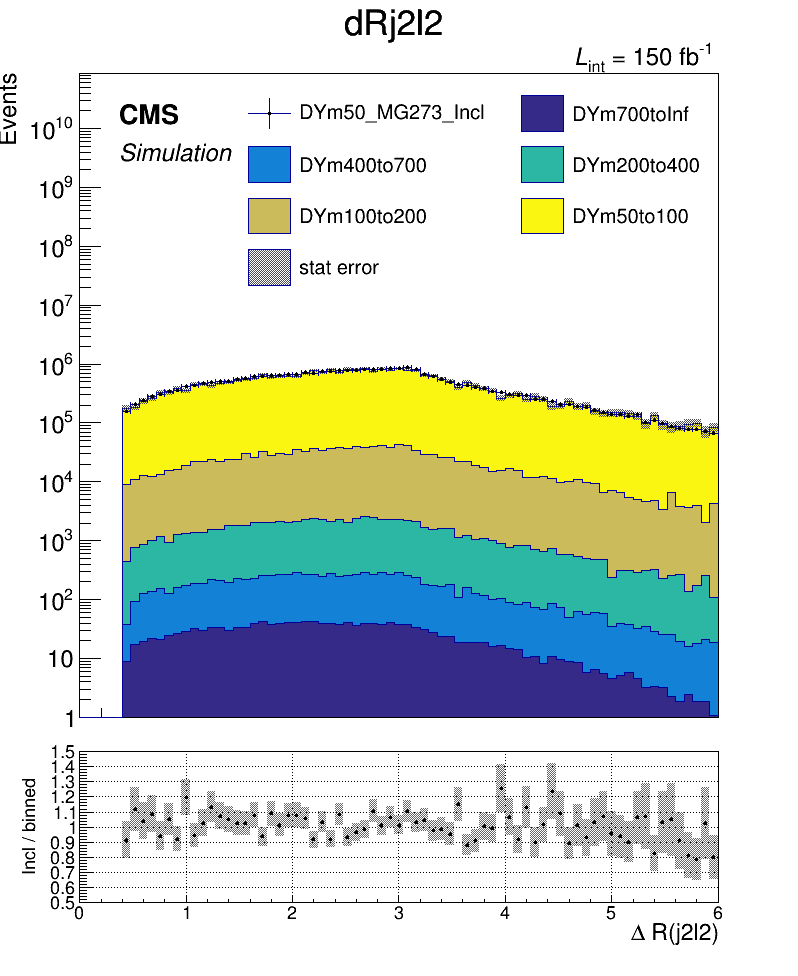 dRj2l2
L_int = 150 fb^-1
Events
CMS
Simulation
DYm50_MG273_Incl
DYm700toInf
DYm400to700
DYm200to400
DYm100to200
DYm50to100
stat error
10^10
10^9
10^8
10^7
10^6
10^5
10^4
10^3
10^2
10
1
Incl / binned
1.5
1.4
1.3
1.2
1.1
1
0.9
0.8
0.7
0.6
0.5
0 1 2 3 4 5 6
Δ R(j2l2)